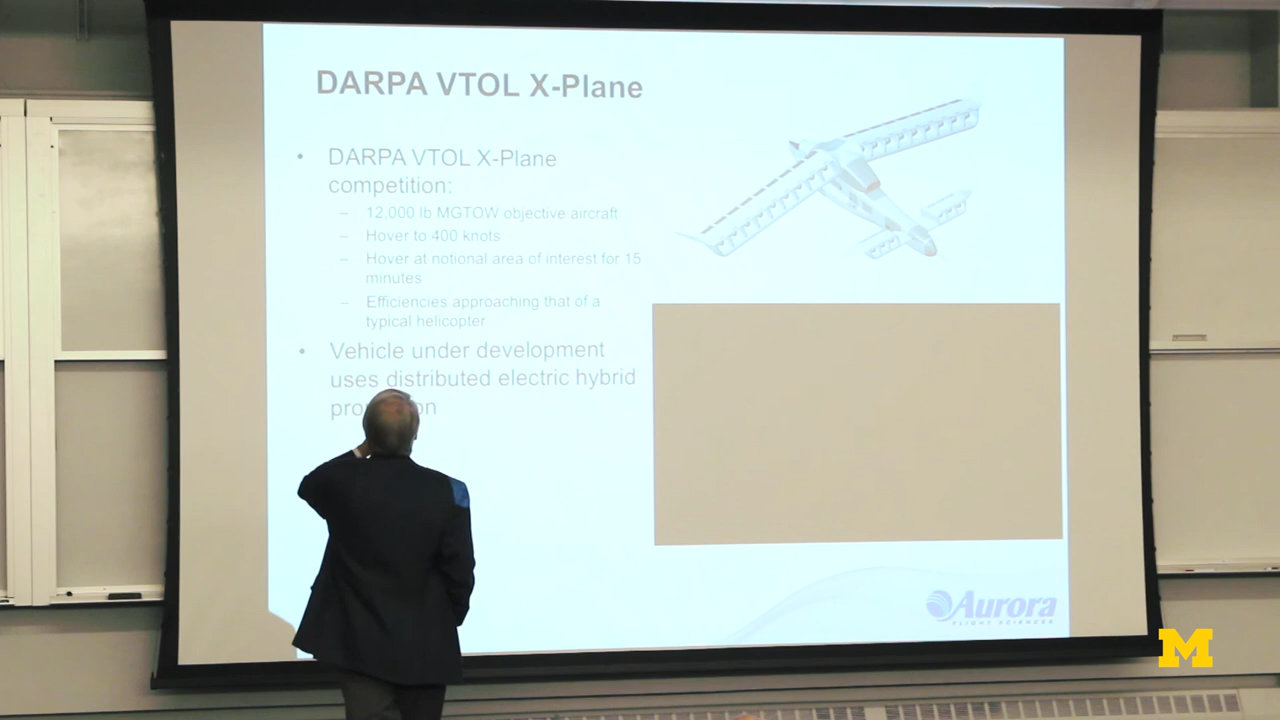 DARPA VTOL X-Plane
• DARPA VTOL X-Plane
competition:
– 12,000 lb MGTOW objective aircraft
– Hover to 400 knots
– Hover at notional area of interest for 15
minutes
– Efficiencies approaching that of a
typical helicopter
• Vehicle under development
uses distributed electric hybrid
Aurora
FLIGHT SCIENCES
M